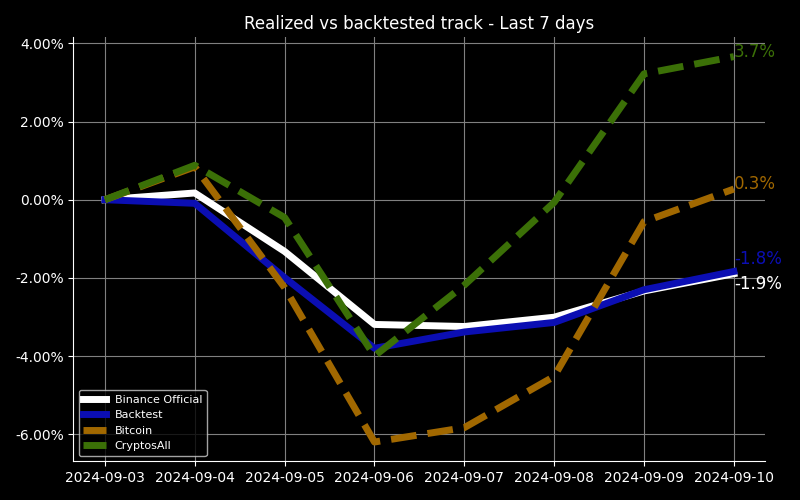 Realized vs backtested track - Last 7 days
4.00%
2.00%
0.00%
-2.00%
-4.00%
-6.00%
3.7%
0.3%
-1.8%
-1.9%
Binance Official
Backtest
Bitcoin
CryptosAll
2024-09-03 2024-09-04 2024-09-05 2024-09-06 2024-09-07 2024-09-08 2024-09-09 2024-09-10